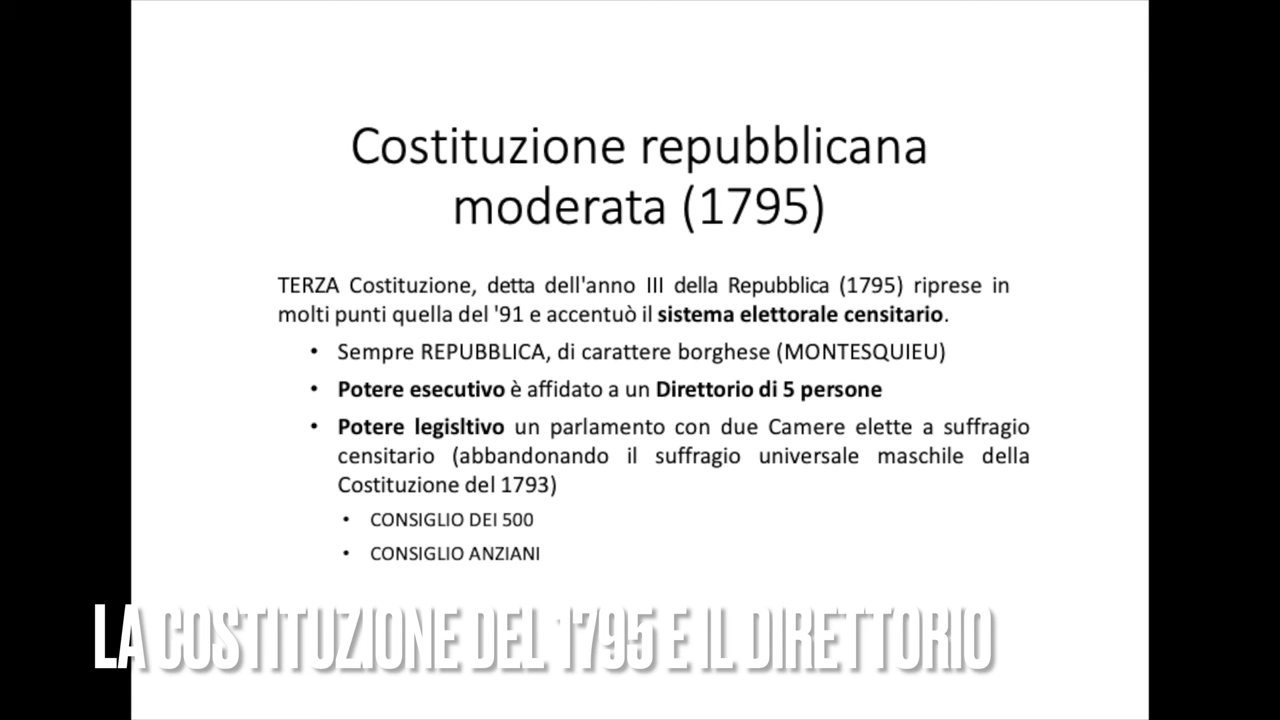 Costituzione repubblicana
moderata (1795)
TERZA Costituzione, detta dell'anno III della Repubblica (1795) riprese in
molti punti quella del '91 e accentuò il sistema elettorale censitario.
• Sempre REPUBBLICA, di carattere borghese (MONTESQUIEU)
• Potere esecutivo è affidato a un Direttorio di 5 persone
• Potere legisltivo un parlamento con due Camere elette a suffragio
censitario (abbandonando il suffragio universale maschile della
Costituzione del 1793)
• CONSIGLIO DEI 500
• CONSIGLIO ANZIANI
LA COSTITUZIONE DEL 1795 E IL DIRETTORIO